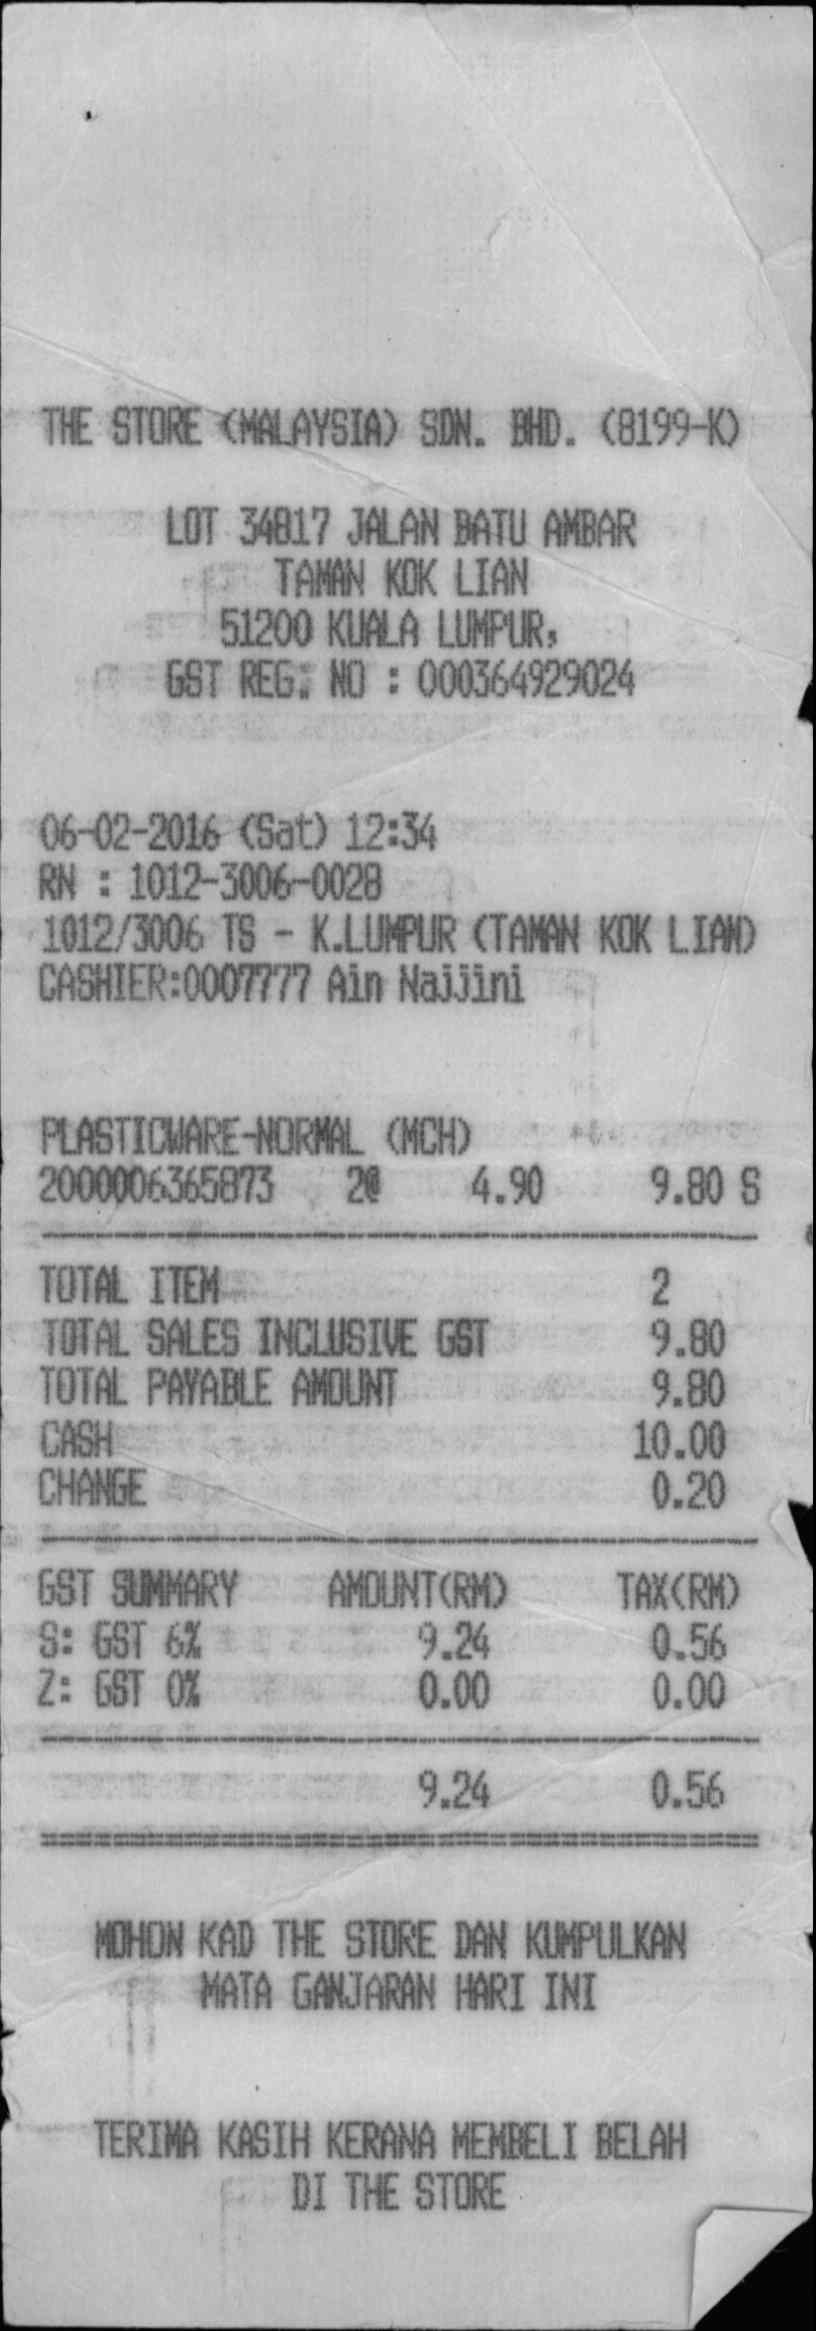 THE STORE (MALAYSIA) SDN. BHD. (8199-K)
LOT 34817 JALAN BATU AMBAR
TAMAN KOK LIAN
51200 KUALA LUMPUR,
GST REG. NO : 000364929024
06-02-2016 (Sat) 12:34
RN : 1012-3006-0028
1012/3006 TS - K.LUMPUR (TAMAN KOK LIAN)
CASHIER:0007777 Ain Najjini
PLASTICWARE-NORMAL (MCH)
2000006365873 2@ 4.90 9.80 S
TOTAL ITEM 2
TOTAL SALES INCLUSIVE GST 9.80
TOTAL PAYABLE AMOUNT 9.80
CASH 10.00
CHANGE 0.20
GST SUMMARY AMOUNT(RM) TAX(RM)
S: GST 6% 9.24 0.56
Z: GST 0% 0.00 0.00
9.24 0.56
MOHON KAD THE STORE DAN KUMPULKAN
MATA GANJARAN HARI INI
TERIMA KASIH KERANA MEMBELI BELAH
DI THE STORE